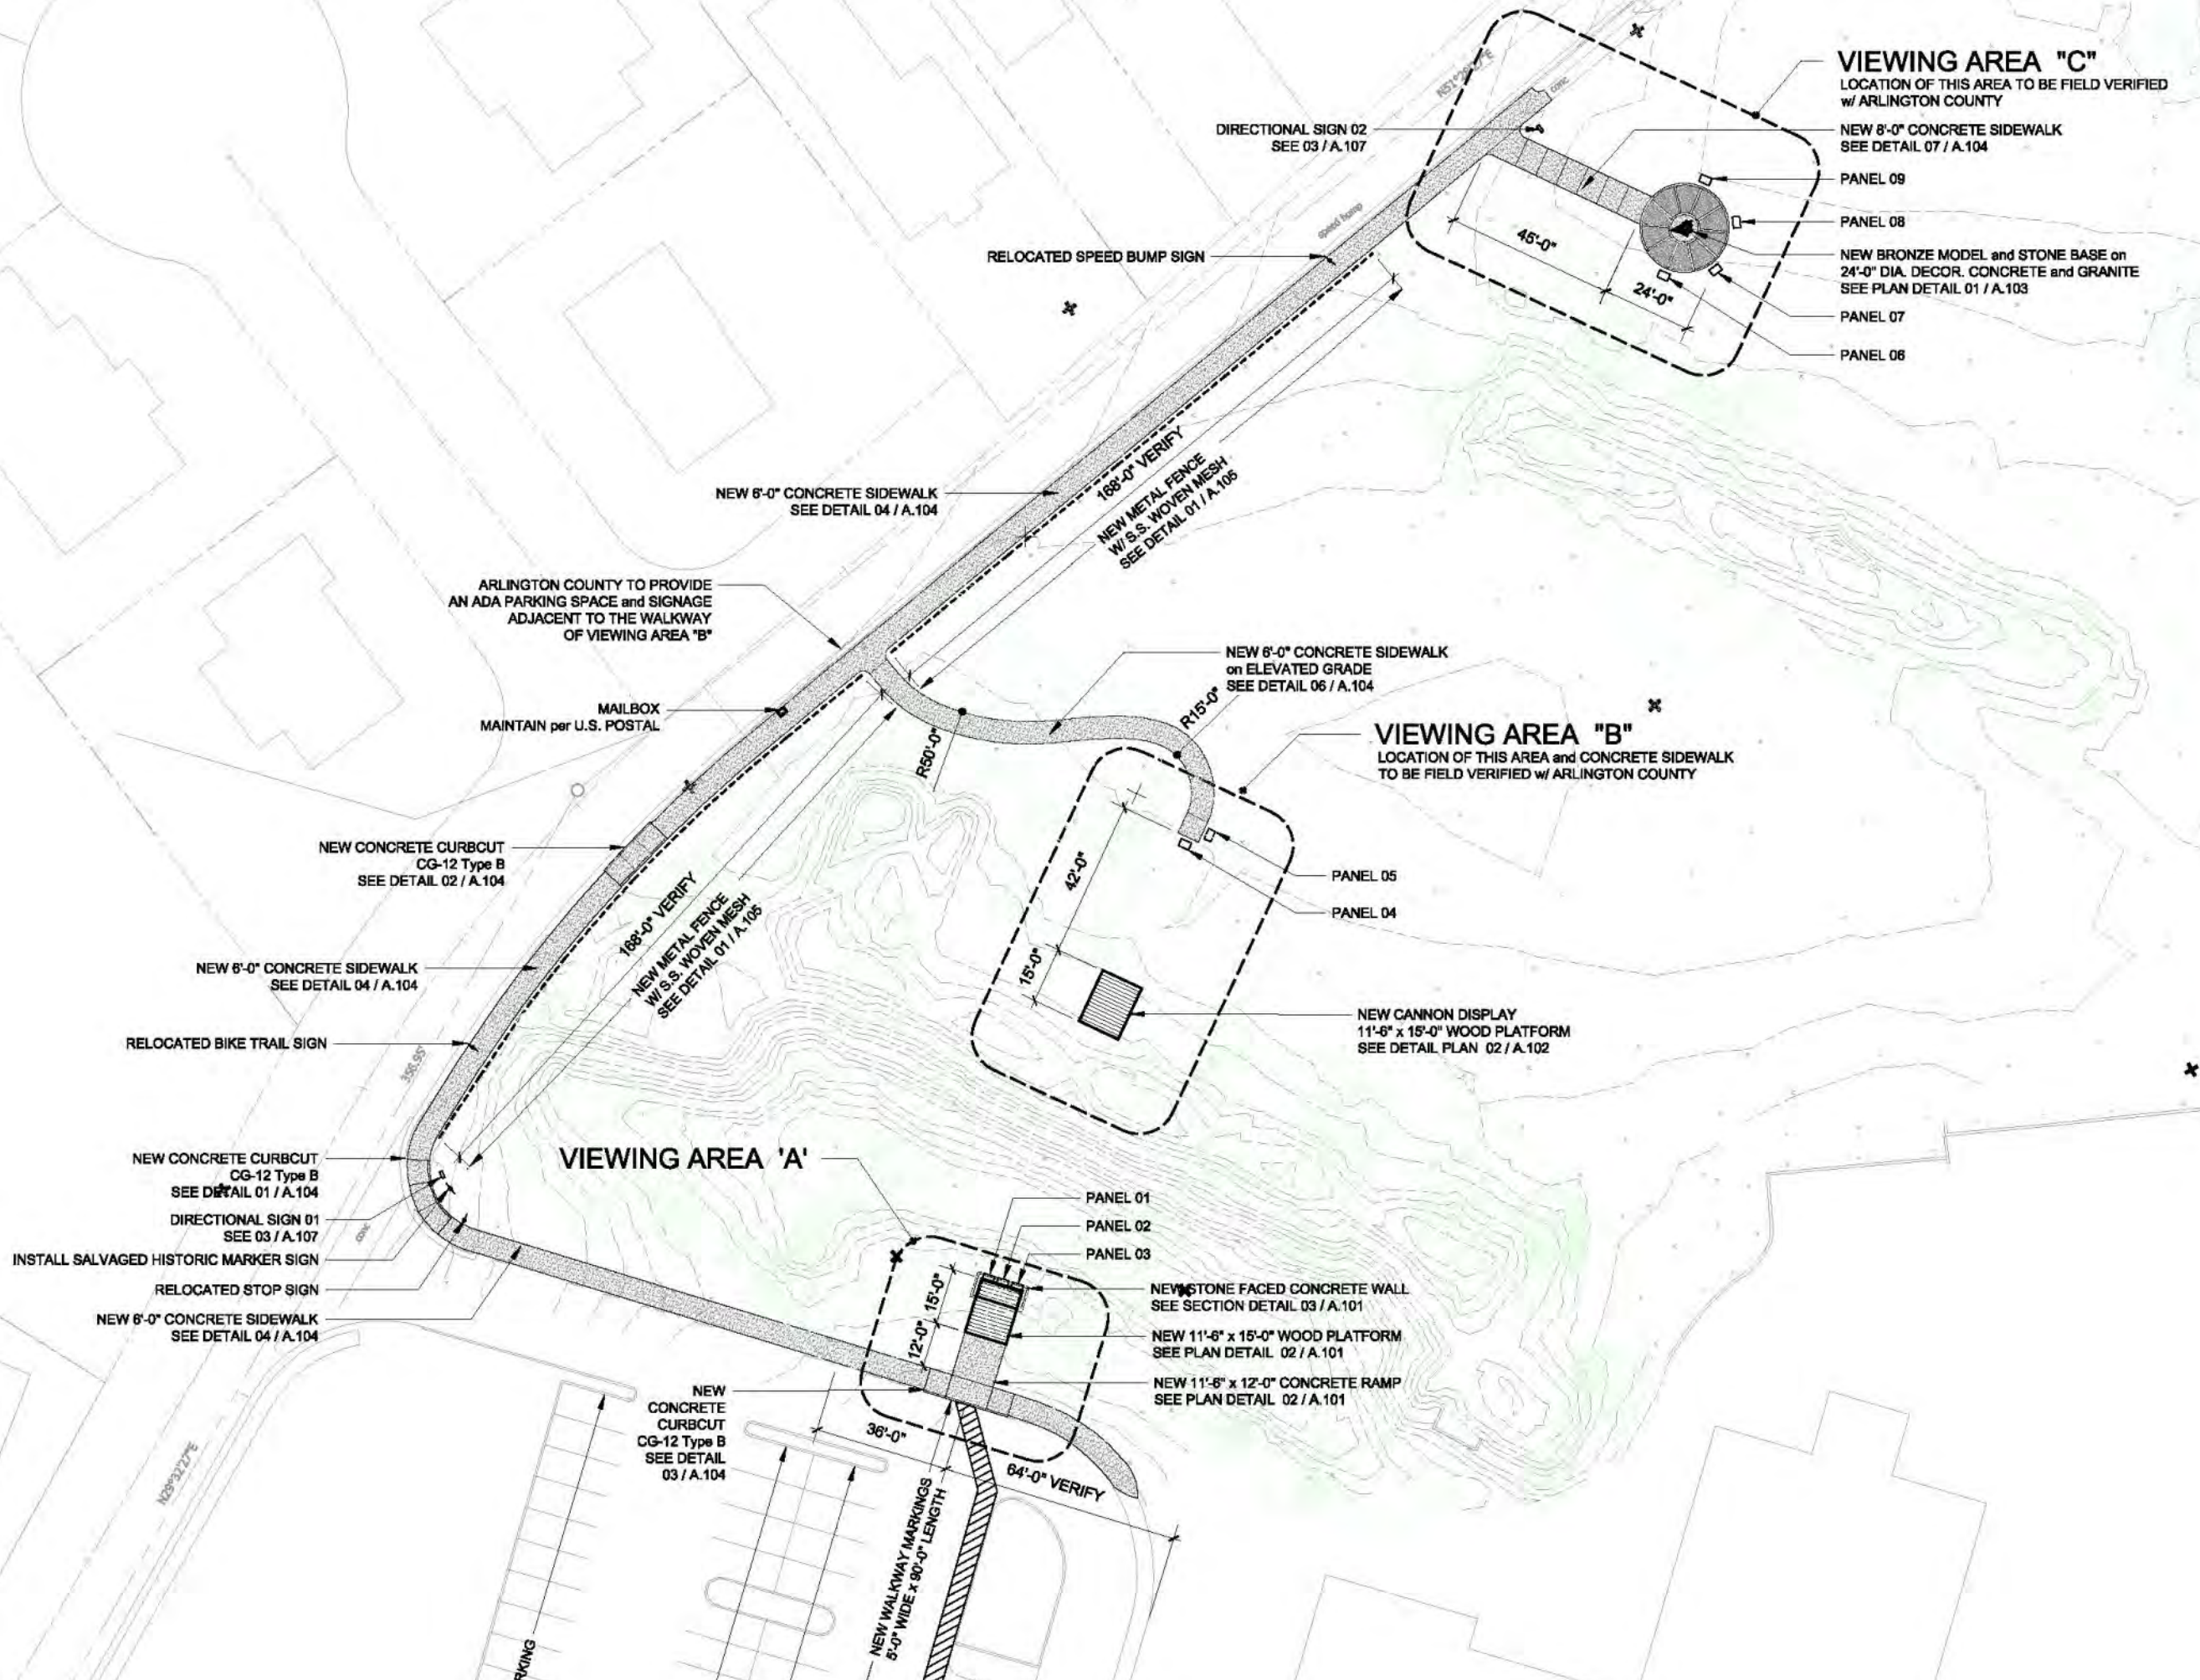 VIEWING AREA "C"
LOCATION OF THIS AREA TO BE FIELD VERIFIED
w/ ARLINGTON COUNTY
N51°29'27"E
conc
DIRECTIONAL SIGN 02
SEE 03 / A.107
NEW 8'-0" CONCRETE SIDEWALK
SEE DETAIL 07 / A.104
PANEL 09
PANEL 08
NEW BRONZE MODEL and STONE BASE on
24'-0" DIA. DECOR. CONCRETE and GRANITE
SEE PLAN DETAIL 01 / A.103
PANEL 07
PANEL 06
45'-0"
24'-0"
speed hump
RELOCATED SPEED BUMP SIGN
NEW 6'-0" CONCRETE SIDEWALK
SEE DETAIL 04 / A.104
168'-0" VERIFY
NEW METAL FENCE
W/ S.S. WOVEN MESH
SEE DETAIL 01 / A.105
ARLINGTON COUNTY TO PROVIDE
AN ADA PARKING SPACE and SIGNAGE
ADJACENT TO THE WALKWAY
OF VIEWING AREA "B"
NEW 6'-0" CONCRETE SIDEWALK
on ELEVATED GRADE
SEE DETAIL 06 / A.104
MAILBOX
MAINTAIN per U.S. POSTAL
R15'-0"
R50'-0"
VIEWING AREA "B"
LOCATION OF THIS AREA and CONCRETE SIDEWALK
TO BE FIELD VERIFIED w/ ARLINGTON COUNTY
NEW CONCRETE CURBCUT
CG-12 Type B
SEE DETAIL 02 / A.104
42'-0"
PANEL 05
PANEL 04
168'-0" VERIFY
NEW METAL FENCE
W/ S.S. WOVEN MESH
SEE DETAIL 01 / A.105
15'-0"
NEW 6'-0" CONCRETE SIDEWALK
SEE DETAIL 04 / A.104
NEW CANNON DISPLAY
11'-6" x 15'-0" WOOD PLATFORM
SEE DETAIL PLAN 02 / A.102
RELOCATED BIKE TRAIL SIGN
356.95'
VIEWING AREA 'A'
NEW CONCRETE CURBCUT
CG-12 Type B
SEE DETAIL 01 / A.104
DIRECTIONAL SIGN 01
SEE 03 / A.107
conc
INSTALL SALVAGED HISTORIC MARKER SIGN
RELOCATED STOP SIGN
NEW 6'-0" CONCRETE SIDEWALK
SEE DETAIL 04 / A.104
PANEL 01
PANEL 02
PANEL 03
NEW STONE FACED CONCRETE WALL
SEE SECTION DETAIL 03 / A.101
15'-0"
12'-0"
NEW 11'-6" x 15'-0" WOOD PLATFORM
SEE PLAN DETAIL 02 / A.101
NEW 11'-6" x 12'-0" CONCRETE RAMP
SEE PLAN DETAIL 02 / A.101
NEW
CONCRETE
CURBCUT
CG-12 Type B
SEE DETAIL
03 / A.104
36'-0"
64'-0" VERIFY
N29°32'27"E
NEW WALKWAY MARKINGS
5'-0" WIDE x 90'-0" LENGTH
RKING